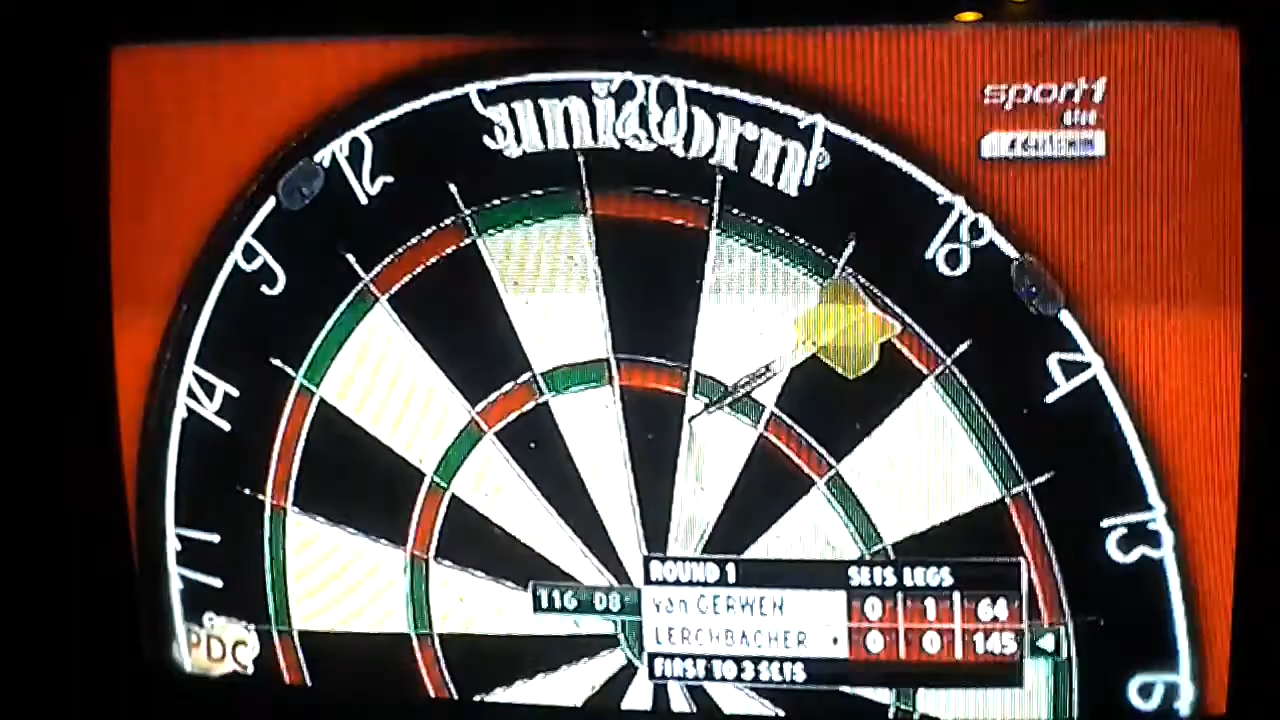 unicorn
sport1
12
18
9
4
14
11
13
6
PDC
ROUND 1 SETS LEGS
van GERWEN 0 1 64
LERCHBACHER • 0 0 145
FIRST TO 3 SETS
T16 D8